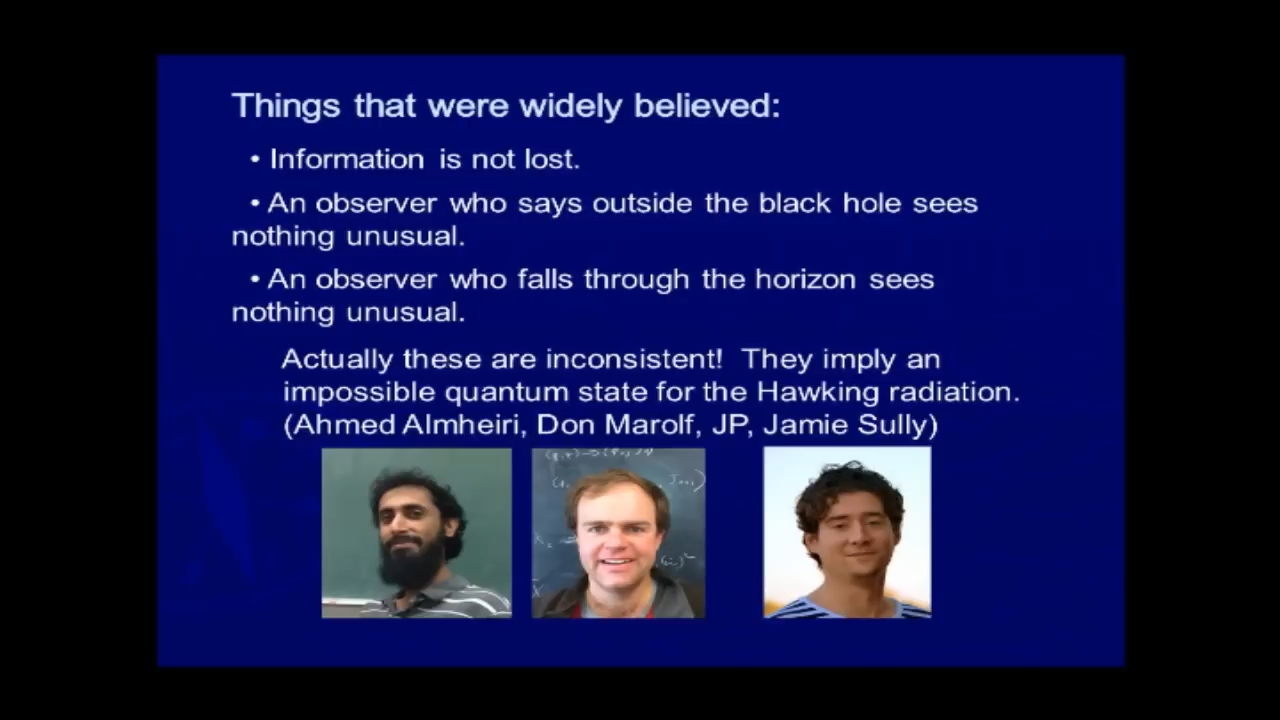 Things that were widely believed:
• Information is not lost.
• An observer who says outside the black hole sees
nothing unusual.
• An observer who falls through the horizon sees
nothing unusual.
Actually these are inconsistent! They imply an
impossible quantum state for the Hawking radiation.
(Ahmed Almheiri, Don Marolf, JP, Jamie Sully)